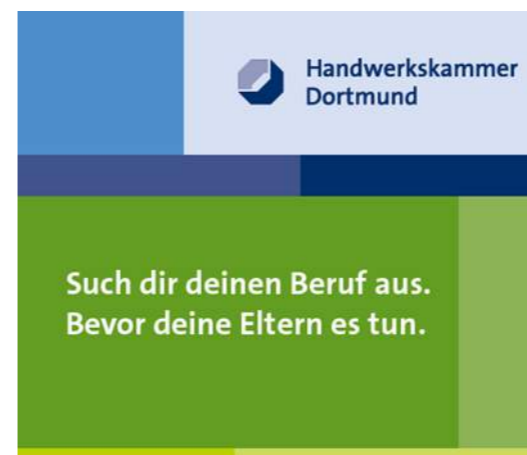 Handwerkskammer
Dortmund
Such dir deinen Beruf aus.
Bevor deine Eltern es tun.